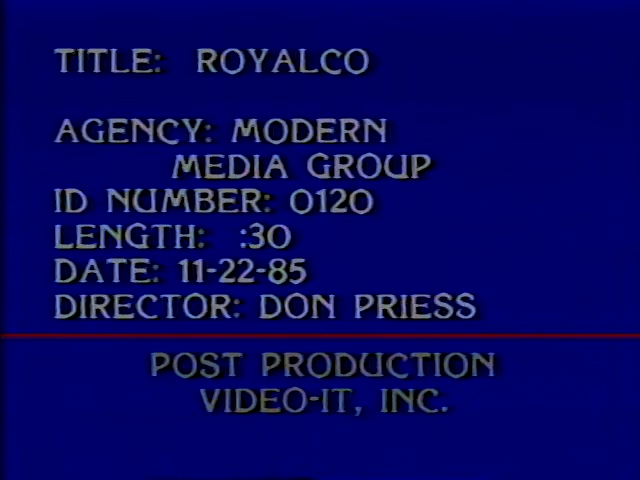 TITLE: ROYALCO
AGENCY: MODERN
MEDIA GROUP
ID NUMBER: 0120
LENGTH: :30
DATE: 11-22-85
DIRECTOR: DON PRIESS
POST PRODUCTION
VIDEO-IT, INC.